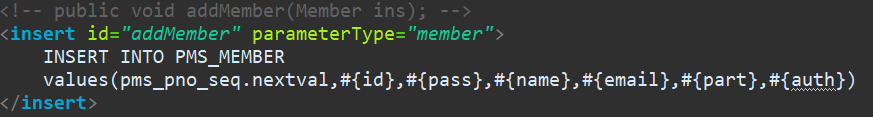 <!-- public void addMember(Member ins); -->
<insert id="addMember" parameterType="member">
    INSERT INTO PMS_MEMBER
    values(pms_pno_seq.nextval,#{id},#{pass},#{name},#{email},#{part},#{auth})
</insert>